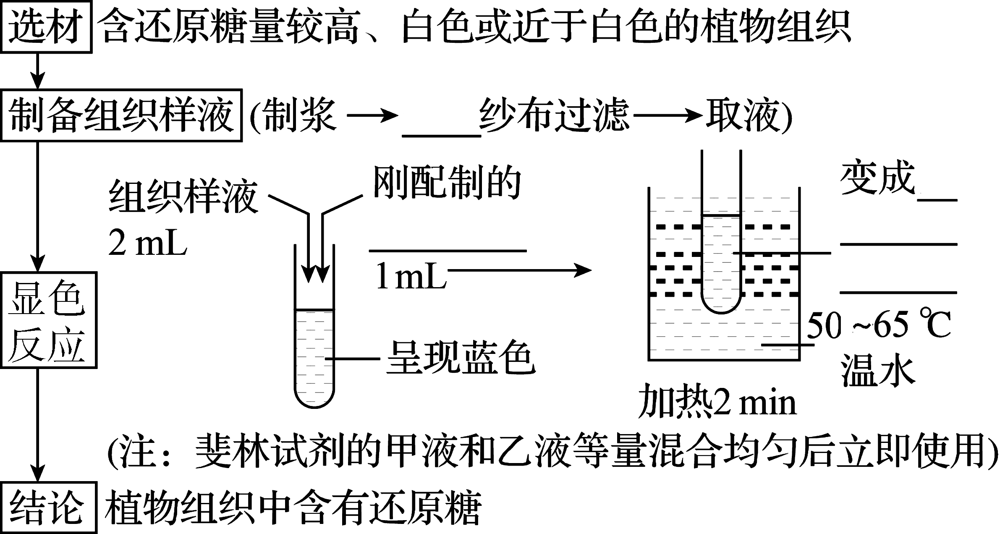 选材 含还原糖量较高、白色或近于白色的植物组织
制备组织样液 (制浆 → ____纱布过滤 → 取液)
组织样液
2 mL
刚配制的
____
1 mL
呈现蓝色
变成__
____
____
50 ~65 ℃
温水
加热2 min
显色
反应
(注：斐林试剂的甲液和乙液等量混合均匀后立即使用)
结论 植物组织中含有还原糖